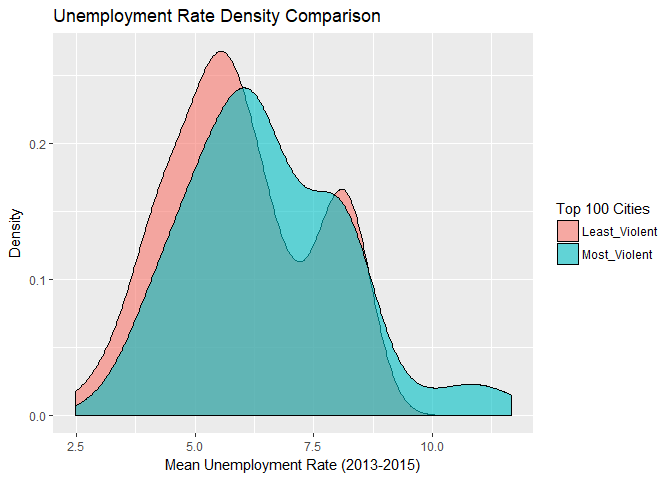 Unemployment Rate Density Comparison
Density
0.2
0.1
0.0
2.5 5.0 7.5 10.0
Mean Unemployment Rate (2013-2015)
Top 100 Cities
Least_Violent
Most_Violent